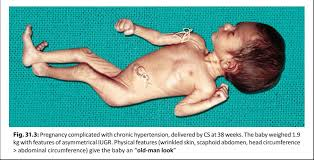 Fig. 31.3: Pregnancy complicated with chronic hypertension, delivered by CS at 38 weeks. The baby weighed 1.9
kg with features of asymmetrical IUGR. Physical features (wrinkled skin, scaphoid abdomen, head circumference
> abdominal circumference) give the baby an "old-man look"